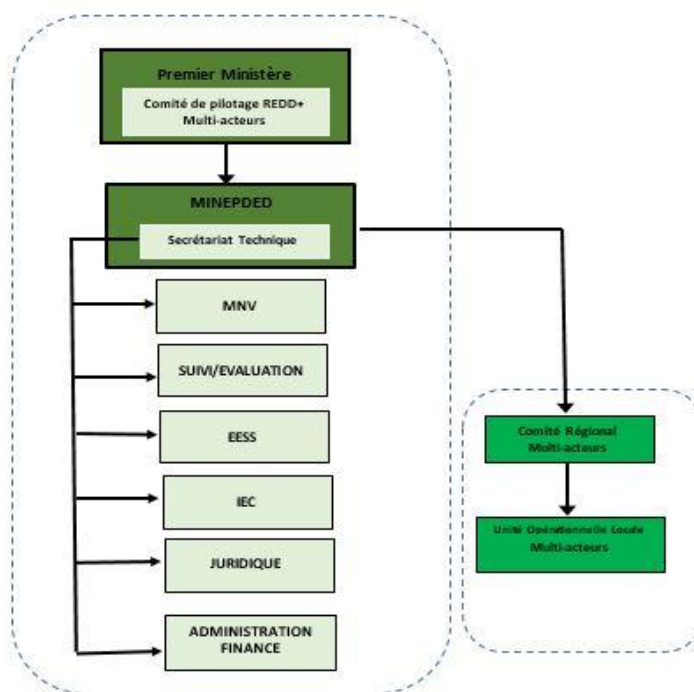 Premier Ministère
Comité de pilotage REDD+
Multi-acteurs
MINEPDED
Secrétariat Technique
MNV
SUIVI/EVALUATION
EESS
IEC
JURIDIQUE
ADMINISTRATION
FINANCE
Comité Régional
Multi-acteurs
Unité Opérationnelle Locale
Multi-acteurs